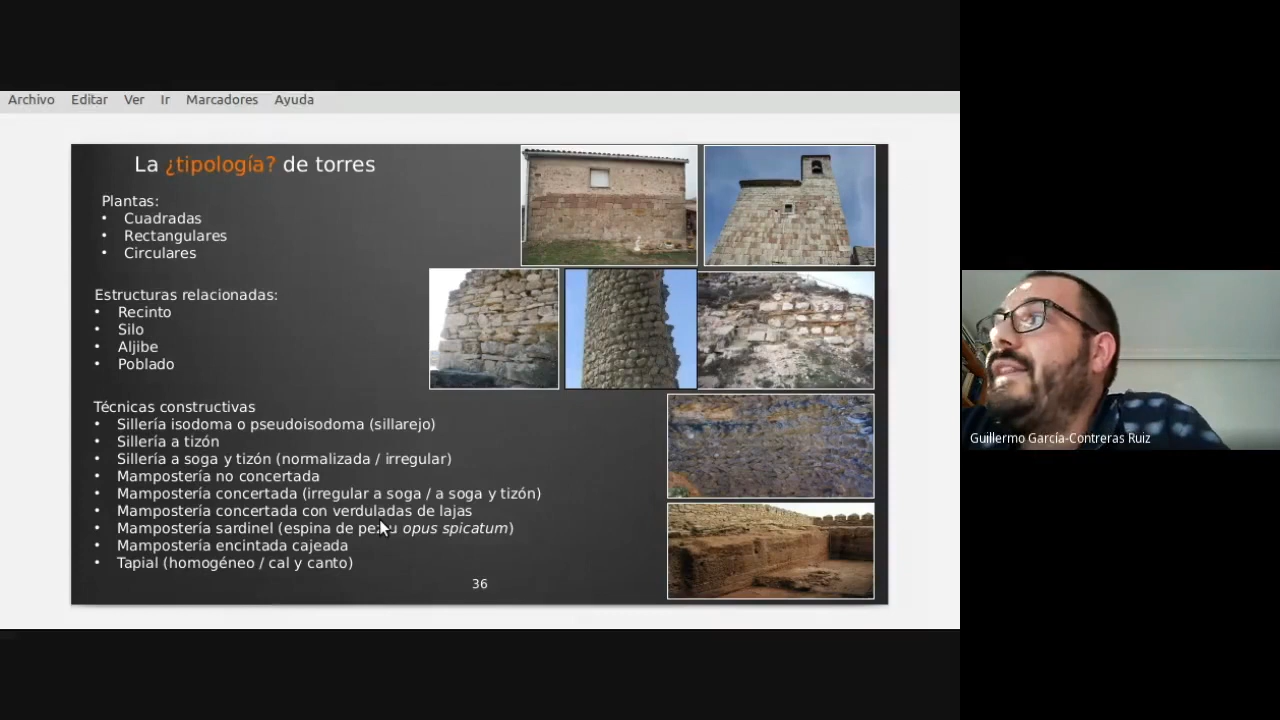 Archivo Editar Ver Ir Marcadores Ayuda
La ¿tipología? de torres
Plantas:
• Cuadradas
• Rectangulares
• Circulares
Estructuras relacionadas:
• Recinto
• Silo
• Aljibe
• Poblado
Técnicas constructivas
• Sillería isodoma o pseudoisodoma (sillarejo)
• Sillería a tizón
• Sillería a soga y tizón (normalizada / irregular)
• Mampostería no concertada
• Mampostería concertada (irregular a soga / a soga y tizón)
• Mampostería concertada con verduladas de lajas
• Mampostería sardinel (espina de u opus spicatum)
• Mampostería encintada cajeada
• Tapial (homogéneo / cal y canto)
36
Guillermo García-Contreras Ruiz